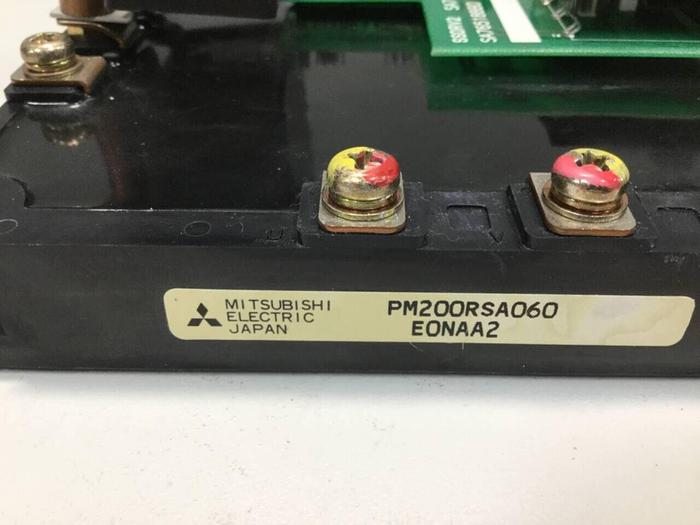 MITSUBISHI
ELECTRIC
JAPAN
PM200RSA060
E0NAA2